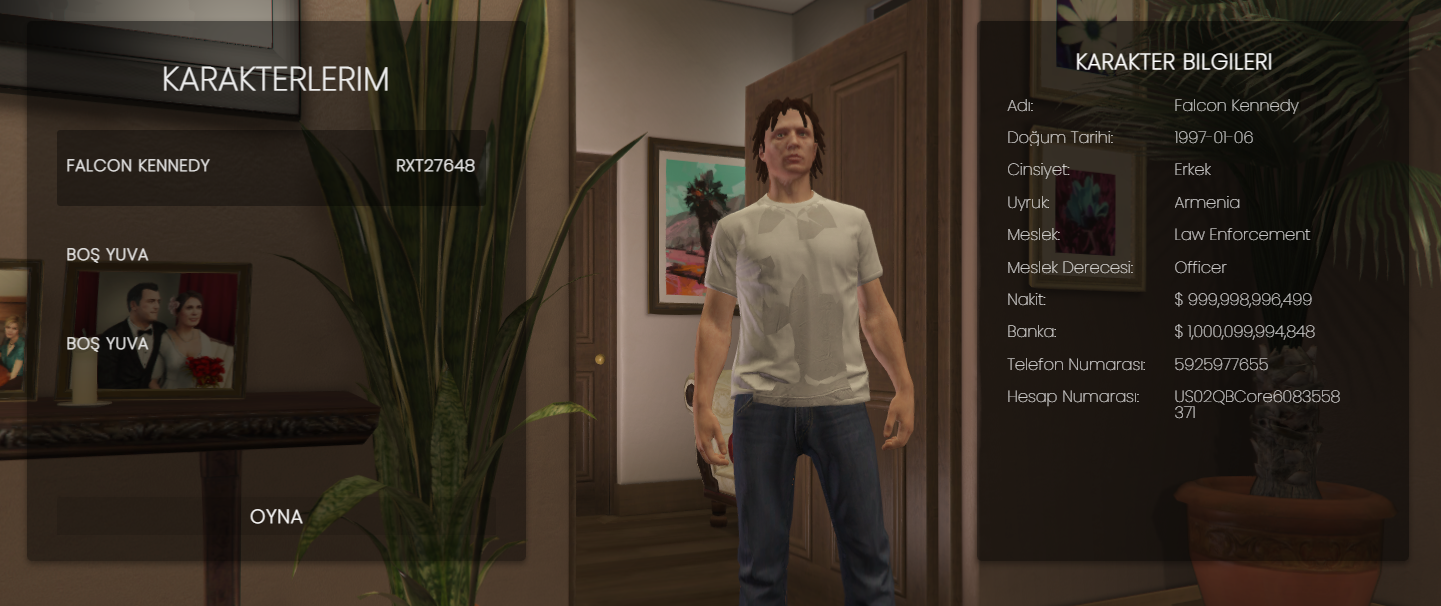 KARAKTERLERIM
FALCON KENNEDY RXT27648
BOŞ YUVA
BOŞ YUVA
OYNA
KARAKTER BILGILERI
Adı: Falcon Kennedy
Doğum Tarihi: 1997-01-06
Cinsiyet: Erkek
Uyruk: Armenia
Meslek: Law Enforcement
Meslek Derecesi: Officer
Nakit: $ 999,998,996,499
Banka: $ 1,000,099,994,848
Telefon Numarası: 5925977655
Hesap Numarası: US02QBCore6083558
371